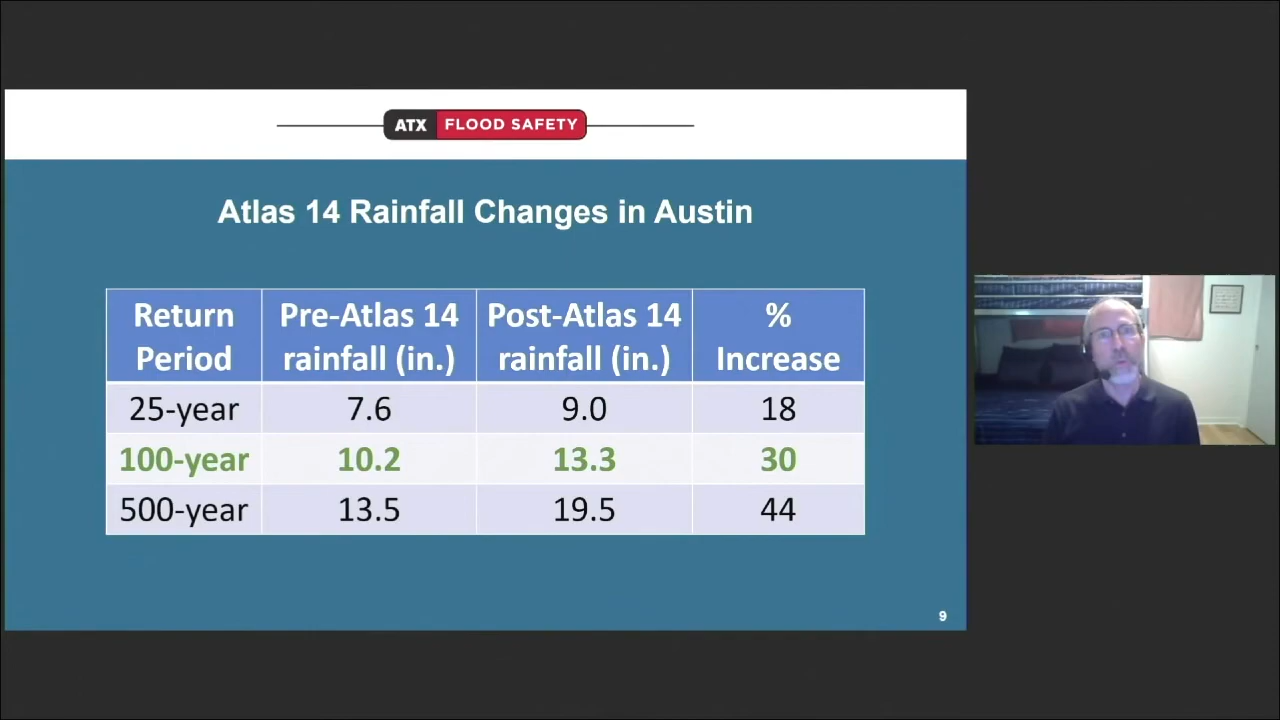 ATX FLOOD SAFETY
Atlas 14 Rainfall Changes in Austin
Return Period Pre-Atlas 14 rainfall (in.) Post-Atlas 14 rainfall (in.) % Increase
25-year 7.6 9.0 18
100-year 10.2 13.3 30
500-year 13.5 19.5 44
9